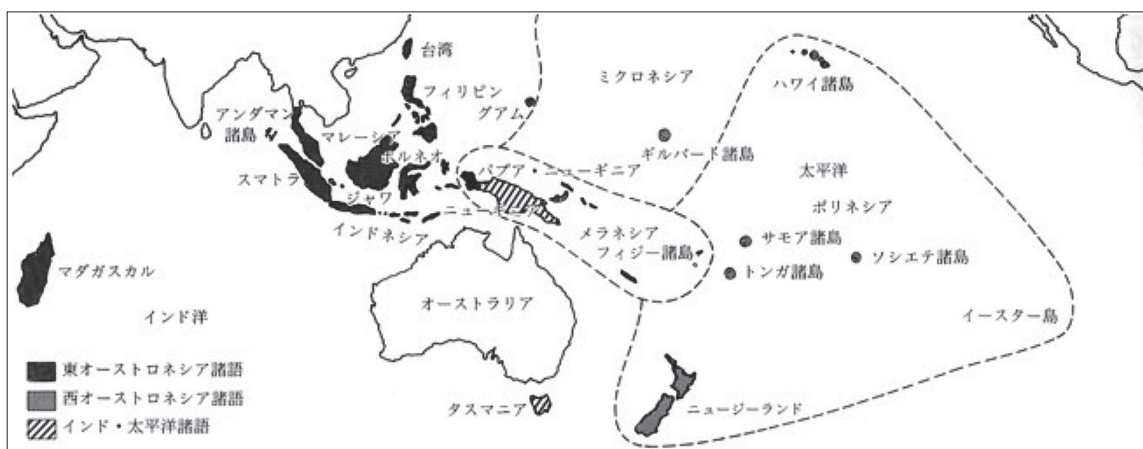 台湾
フィリピン
グアム
ミクロネシア
ハワイ諸島
アンダマン
諸島
マレーシア
ボルネオ
ギルバード諸島
スマトラ
パプア・ニューギニア
太平洋
ジャワ
ニューギニア
ポリネシア
インドネシア
メラネシア
サモア諸島
フィジー諸島
ソシエテ諸島
トンガ諸島
マダガスカル
オーストラリア
インド洋
イースター島
東オーストロネシア諸語
西オーストロネシア諸語
インド・太平洋諸語
タスマニア
ニュージーランド